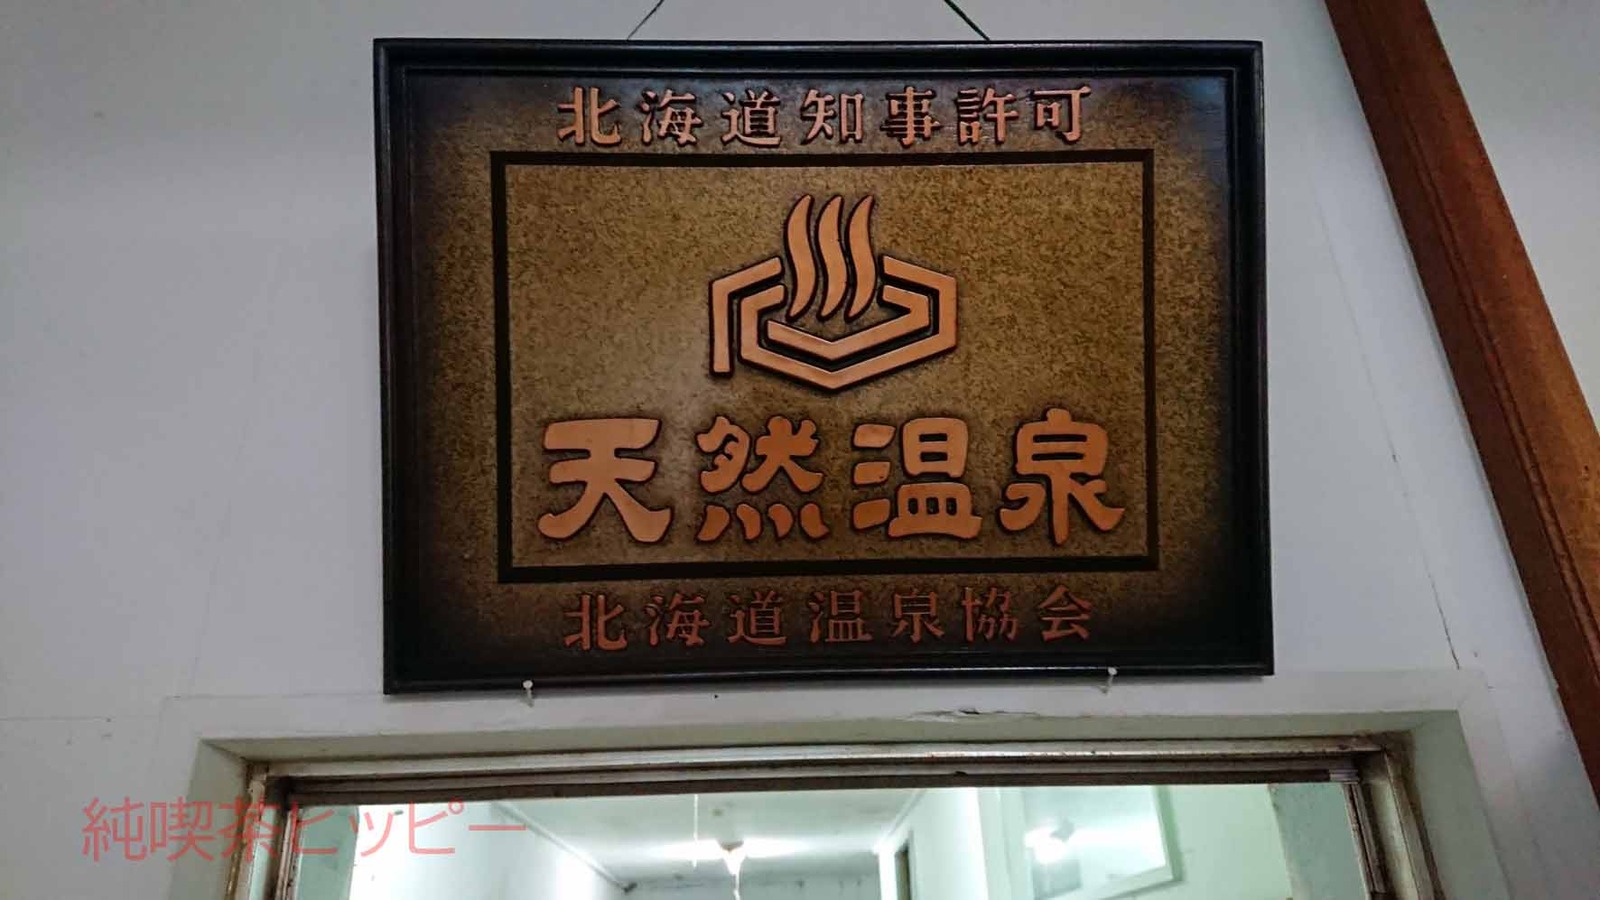 北海道知事許可
天然温泉
北海道温泉協会
純喫茶ヒッピー